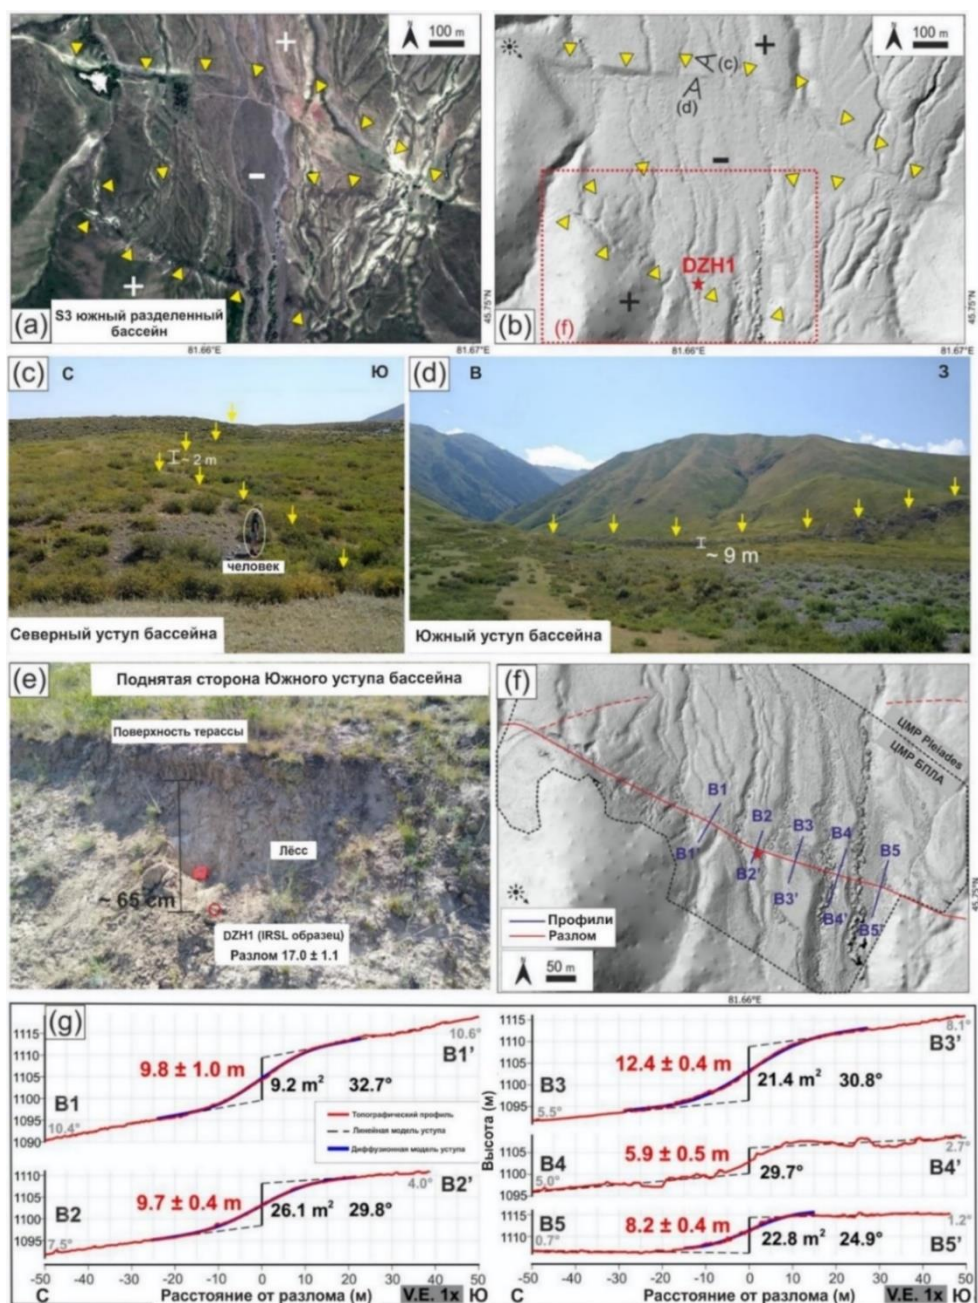 100 m
100 m
+
+
(c)
(d)
−
−
DZH1
+
+
(a)
S3 южный разделенный
бассейн
(b)
(f)
45.75°N
45.75°N
81.66°E
81.67°E
81.66°E
81.67°E
(c)
С
Ю
~ 2 m
человек
Северный уступ бассейна
(d)
В
З
~ 9 m
Южный уступ бассейна
(e)
Поднятая сторона Южного уступа бассейна
Поверхность терассы
Лёсс
~ 65 cm
DZH1 (IRSL образец)
Разлом 17.0 ± 1.1
(f)
ЦМР Pleiades
ЦМР БПЛА
B1
B2
B3
B4
B5
B1'
B2'
B3'
B4'
B5'
Профили
Разлом
50 m
45.75°N
81.66°E
(g)
1115
1110
1105
1100
1095
1090
10.6°
B1'
9.8 ± 1.0 m
9.2 m²
32.7°
B1
10.4°
Топографический профиль
Линейная модель уступа
Диффузионная модель уступа
1110
1105
1100
1095
4.0°
B2'
9.7 ± 0.4 m
26.1 m²
29.8°
B2
7.5°
-50 -40 -30 -20 -10 0 10 20 30 40 50
С
Расстояние от разлома (м)
V.E. 1x
Ю
Высота (м)
1115
1110
1105
1100
1095
8.1°
B3'
12.4 ± 0.4 m
21.4 m²
30.8°
B3
5.5°
1105
1100
1095
2.7°
B4'
5.9 ± 0.5 m
29.7°
B4
5.0°
1115
1110
1.2°
B5'
8.2 ± 0.4 m
22.8 m²
24.9°
B5
0.7°
-50 -40 -30 -20 -10 0 10 20 30 40 50
С
Расстояние от разлома (м)
V.E. 1x
Ю